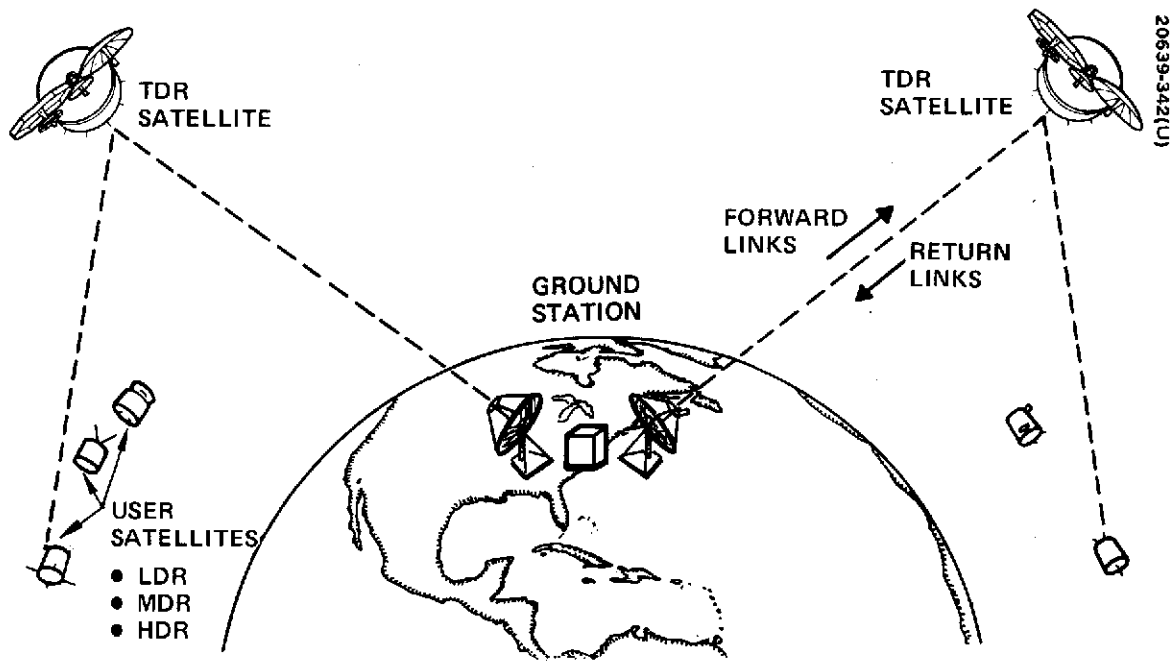 20639-342(U)
TDR
SATELLITE
TDR
SATELLITE
FORWARD
LINKS
RETURN
LINKS
GROUND
STATION
USER
SATELLITES
• LDR
• MDR
• HDR